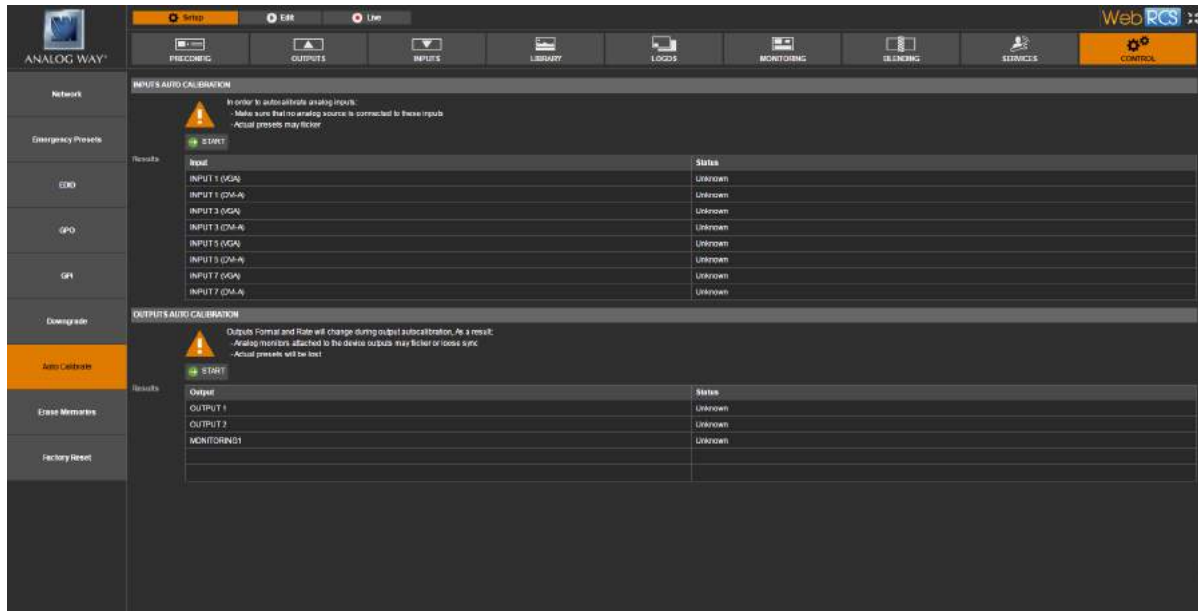 Setup
Edit
Live
Web RCS
ANALOG WAY®
PRECONFIG.
OUTPUTS
INPUTS
LIBRARY
LOGOS
MONITORING
BLENDING
SERVICES
CONTROL
Network
Emergency Presets
EDID
GPO
GPI
Downgrade
Auto Calibrate
Erase Memories
Factory Reset
INPUTS AUTO CALIBRATION
In order to autocalibrate analog inputs:
- Make sure that no analog source is connected to these inputs
- Actual presets may flicker
START
Results
Input Status
INPUT 1 (VGA) Unknown
INPUT 1 (DVI-A) Unknown
INPUT 3 (VGA) Unknown
INPUT 3 (DVI-A) Unknown
INPUT 5 (VGA) Unknown
INPUT 5 (DVI-A) Unknown
INPUT 7 (VGA) Unknown
INPUT 7 (DVI-A) Unknown
OUTPUTS AUTO CALIBRATION
Outputs Format and Rate will change during output autocalibration, As a result:
- Analog monitors attached to the device outputs may flicker or loose sync
- Actual presets will be lost
START
Results
Output Status
OUTPUT 1 Unknown
OUTPUT 2 Unknown
MONITORING1 Unknown